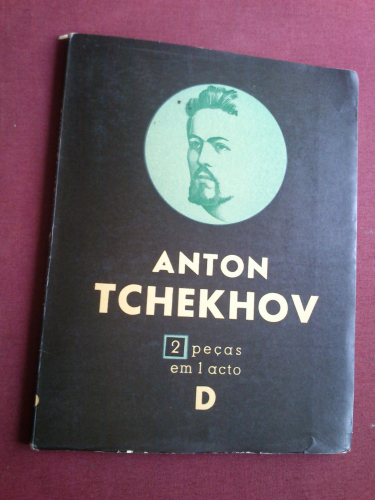 ANTON
TCHEKHOV
2 peças
em 1 acto
D